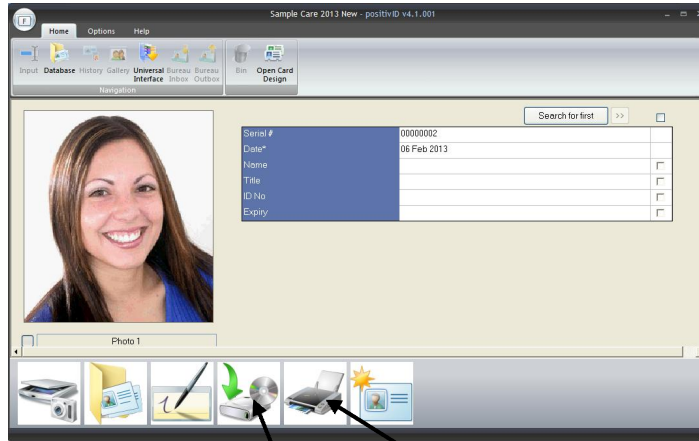 Sample Care 2013 New - positivID v4.1.001
F
Home Options Help
Input Database History Gallery Universal Interface Bureau Inbox Bureau Outbox Bin Open Card Design
Navigation
Search for first >>
Serial # 00000002
Date* 06 Feb 2013
Name
Title
ID No
Expiry
Photo 1